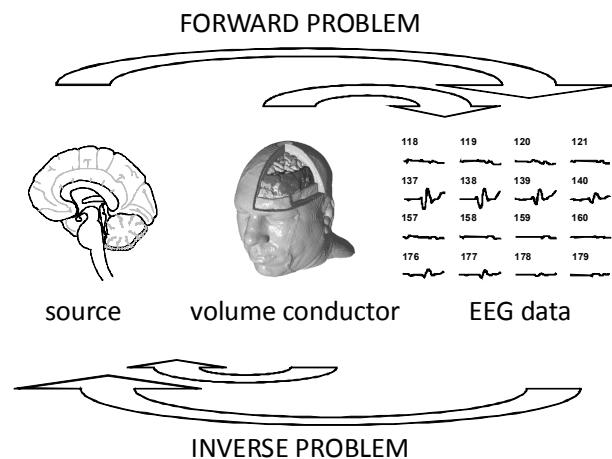 FORWARD PROBLEM
118 119 120 121
137 138 139 140
157 158 159 160
176 177 178 179
source volume conductor EEG data
INVERSE PROBLEM